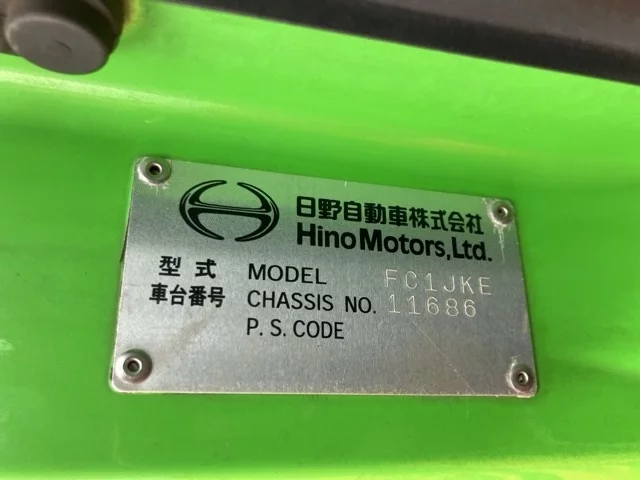 日野自動車株式会社
Hino Motors, Ltd.
型式 MODEL FC1JKE
車台番号 CHASSIS NO. 11686
P. S. CODE